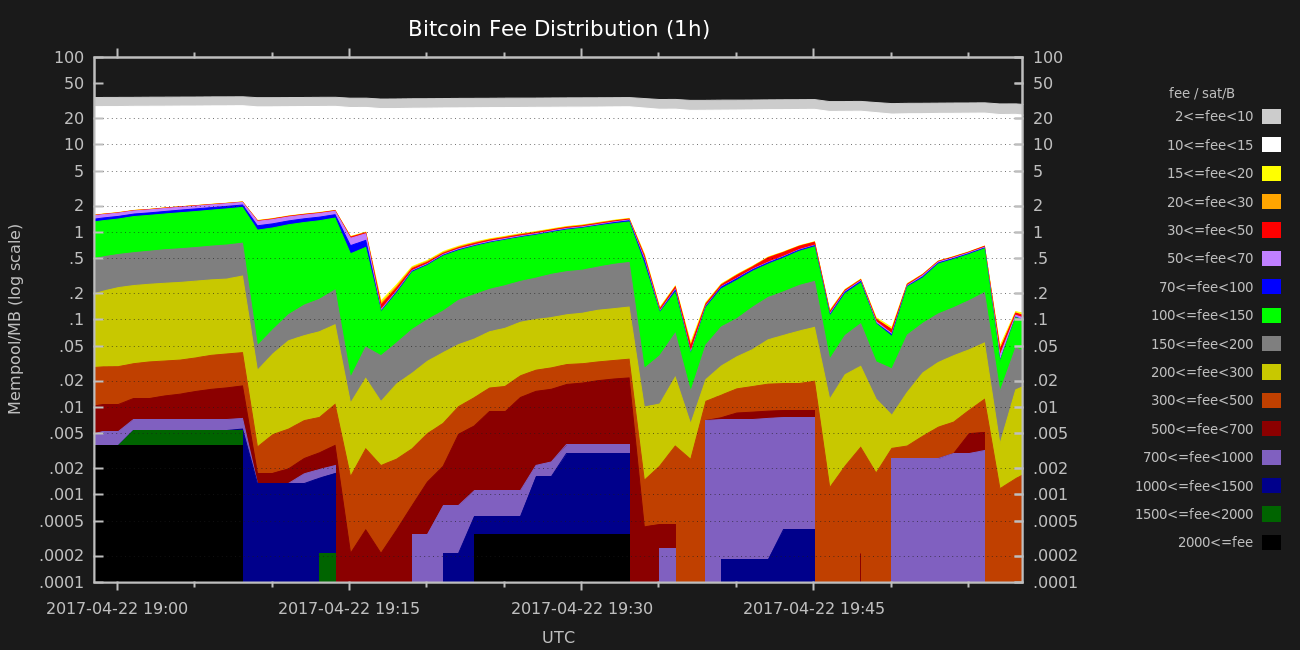 Bitcoin Fee Distribution (1h)
Mempool/MB (log scale)
100
50
20
10
5
2
1
.5
.2
.1
.05
.02
.01
.005
.002
.001
.0005
.0002
.0001
100
50
20
10
5
2
1
.5
.2
.1
.05
.02
.01
.005
.002
.001
.0005
.0002
.0001
2017-04-22 19:00
2017-04-22 19:15
2017-04-22 19:30
2017-04-22 19:45
UTC
fee / sat/B
2<=fee<10
10<=fee<15
15<=fee<20
20<=fee<30
30<=fee<50
50<=fee<70
70<=fee<100
100<=fee<150
150<=fee<200
200<=fee<300
300<=fee<500
500<=fee<700
700<=fee<1000
1000<=fee<1500
1500<=fee<2000
2000<=fee